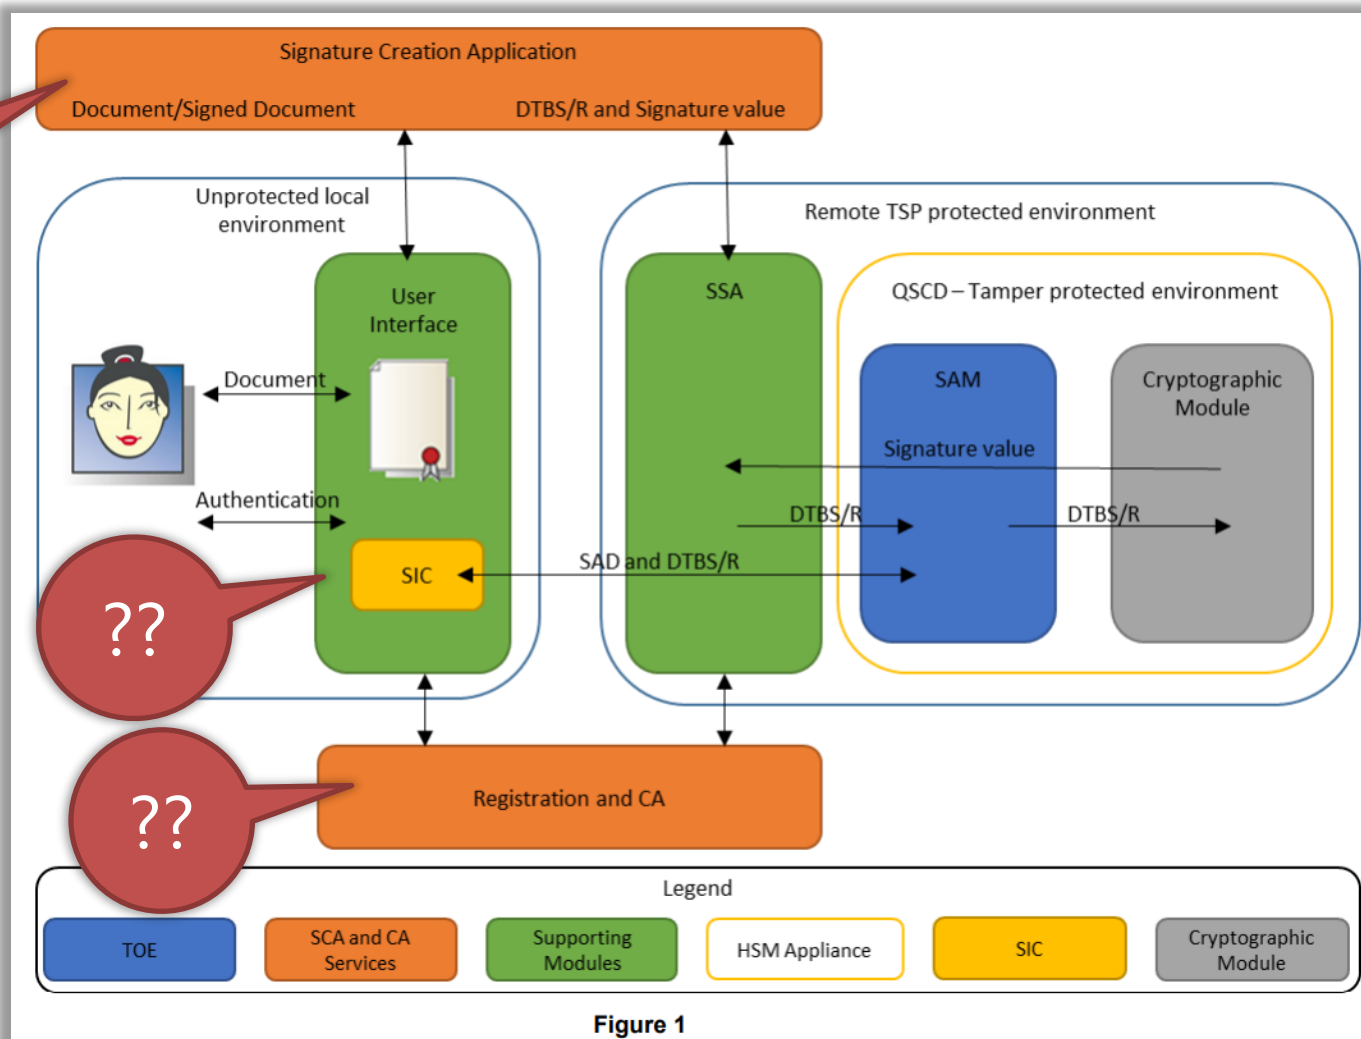 Signature Creation Application
Document/Signed Document
DTBS/R and Signature value
Unprotected local
environment
Remote TSP protected environment
User
Interface
SSA
QSCD – Tamper protected environment
SAM
Cryptographic
Module
Document
Signature value
Authentication
DTBS/R
DTBS/R
SAD and DTBS/R
SIC
??
Registration and CA
??
Legend
TOE
SCA and CA
Services
Supporting
Modules
HSM Appliance
SIC
Cryptographic
Module
Figure 1